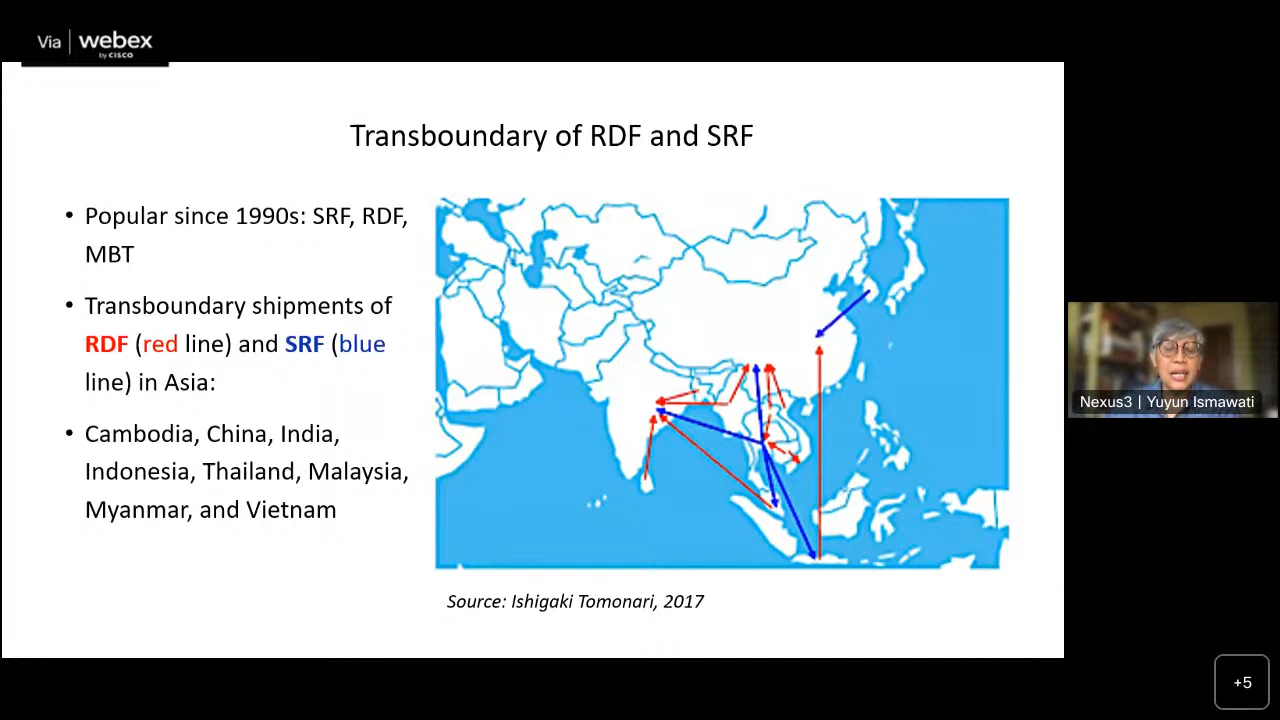 Via | webex
by CISCO
Transboundary of RDF and SRF
• Popular since 1990s: SRF, RDF,
MBT
• Transboundary shipments of
RDF (red line) and SRF (blue
line) in Asia:
• Cambodia, China, India,
Indonesia, Thailand, Malaysia,
Myanmar, and Vietnam
Source: Ishigaki Tomonari, 2017
Nexus3 | Yuyun Ismawati
+5